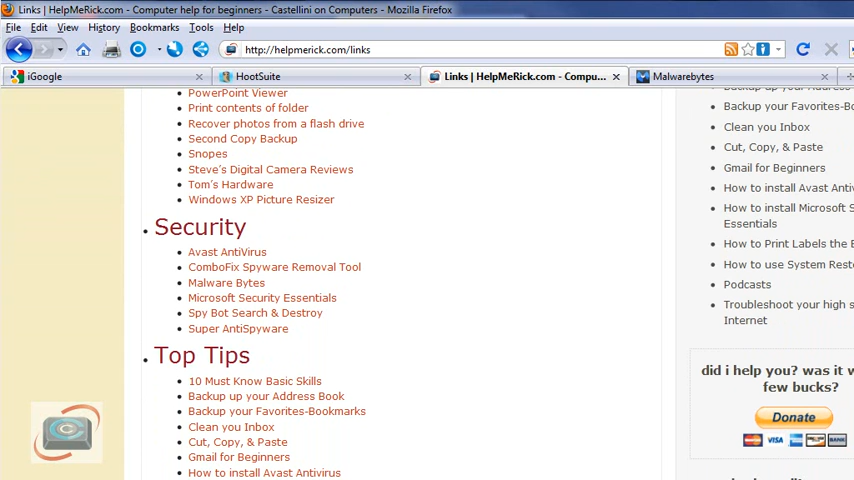 Links | HelpMeRick.com - Computer help for beginners - Castellini on Computers - Mozilla Firefox
File Edit View History Bookmarks Tools Help
http://helpmerick.com/links
iGoogle
HootSuite
Links | HelpMeRick.com - Compu...
Malwarebytes
PowerPoint Viewer
Print contents of folder
Recover photos from a flash drive
Second Copy Backup
Snopes
Steve's Digital Camera Reviews
Tom's Hardware
Windows XP Picture Resizer
Security
Avast AntiVirus
ComboFix Spyware Removal Tool
Malware Bytes
Microsoft Security Essentials
Spy Bot Search & Destroy
Super AntiSpyware
Top Tips
10 Must Know Basic Skills
Backup up your Address Book
Backup your Favorites-Bookmarks
Clean you Inbox
Cut, Copy, & Paste
Gmail for Beginners
How to install Avast Antivirus
Backup up your Address
Backup your Favorites-Bo
Clean you Inbox
Cut, Copy, & Paste
Gmail for Beginners
How to install Avast Antiv
How to install Microsoft S
Essentials
How to Print Labels the E
How to use System Resto
Podcasts
Troubleshoot your high s
Internet
did i help you? was it w
few bucks?
Donate
VISA
BANK